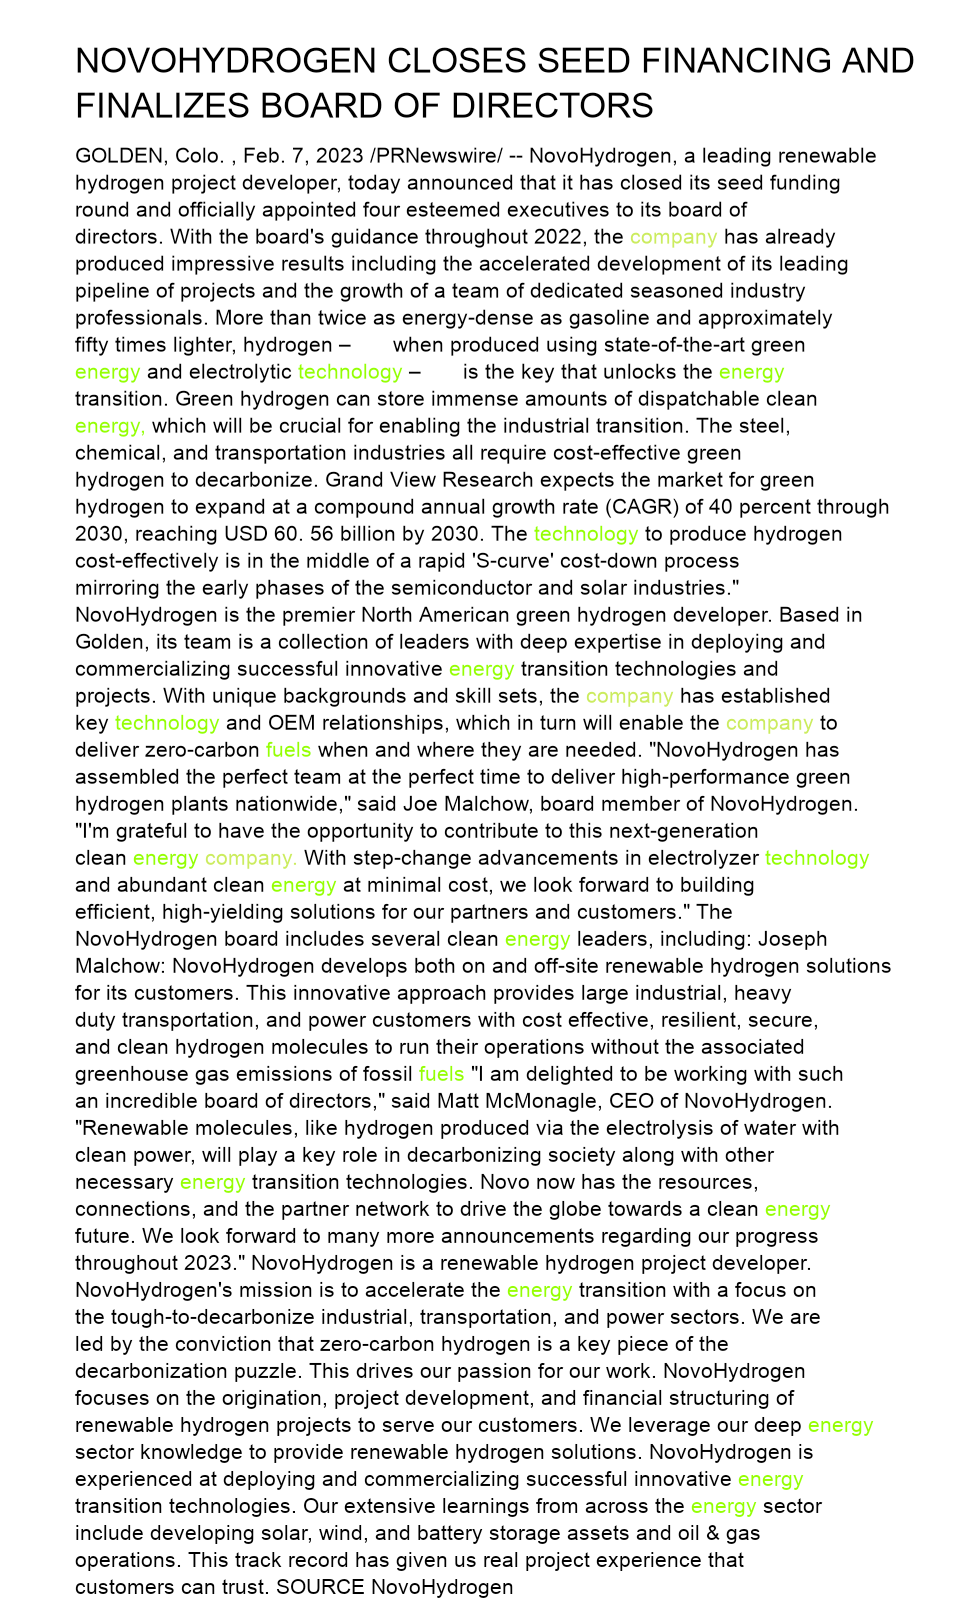 NOVOHYDROGEN CLOSES SEED FINANCING AND
FINALIZES BOARD OF DIRECTORS
GOLDEN, Colo. , Feb. 7, 2023 /PRNewswire/ -- NovoHydrogen, a leading renewable
hydrogen project developer, today announced that it has closed its seed funding
round and officially appointed four esteemed executives to its board of
directors. With the board's guidance throughout 2022, the company has already
produced impressive results including the accelerated development of its leading
pipeline of projects and the growth of a team of dedicated seasoned industry
professionals. More than twice as energy-dense as gasoline and approximately
fifty times lighter, hydrogen – when produced using state-of-the-art green
energy and electrolytic technology – is the key that unlocks the energy
transition. Green hydrogen can store immense amounts of dispatchable clean
energy, which will be crucial for enabling the industrial transition. The steel,
chemical, and transportation industries all require cost-effective green
hydrogen to decarbonize. Grand View Research expects the market for green
hydrogen to expand at a compound annual growth rate (CAGR) of 40 percent through
2030, reaching USD 60. 56 billion by 2030. The technology to produce hydrogen
cost-effectively is in the middle of a rapid 'S-curve' cost-down process
mirroring the early phases of the semiconductor and solar industries."
NovoHydrogen is the premier North American green hydrogen developer. Based in
Golden, its team is a collection of leaders with deep expertise in deploying and
commercializing successful innovative energy transition technologies and
projects. With unique backgrounds and skill sets, the company has established
key technology and OEM relationships, which in turn will enable the company to
deliver zero-carbon fuels when and where they are needed. "NovoHydrogen has
assembled the perfect team at the perfect time to deliver high-performance green
hydrogen plants nationwide," said Joe Malchow, board member of NovoHydrogen.
"I'm grateful to have the opportunity to contribute to this next-generation
clean energy company. With step-change advancements in electrolyzer technology
and abundant clean energy at minimal cost, we look forward to building
efficient, high-yielding solutions for our partners and customers." The
NovoHydrogen board includes several clean energy leaders, including: Joseph
Malchow: NovoHydrogen develops both on and off-site renewable hydrogen solutions
for its customers. This innovative approach provides large industrial, heavy
duty transportation, and power customers with cost effective, resilient, secure,
and clean hydrogen molecules to run their operations without the associated
greenhouse gas emissions of fossil fuels "I am delighted to be working with such
an incredible board of directors," said Matt McMonagle, CEO of NovoHydrogen.
"Renewable molecules, like hydrogen produced via the electrolysis of water with
clean power, will play a key role in decarbonizing society along with other
necessary energy transition technologies. Novo now has the resources,
connections, and the partner network to drive the globe towards a clean energy
future. We look forward to many more announcements regarding our progress
throughout 2023." NovoHydrogen is a renewable hydrogen project developer.
NovoHydrogen's mission is to accelerate the energy transition with a focus on
the tough-to-decarbonize industrial, transportation, and power sectors. We are
led by the conviction that zero-carbon hydrogen is a key piece of the
decarbonization puzzle. This drives our passion for our work. NovoHydrogen
focuses on the origination, project development, and financial structuring of
renewable hydrogen projects to serve our customers. We leverage our deep energy
sector knowledge to provide renewable hydrogen solutions. NovoHydrogen is
experienced at deploying and commercializing successful innovative energy
transition technologies. Our extensive learnings from across the energy sector
include developing solar, wind, and battery storage assets and oil & gas
operations. This track record has given us real project experience that
customers can trust. SOURCE NovoHydrogen